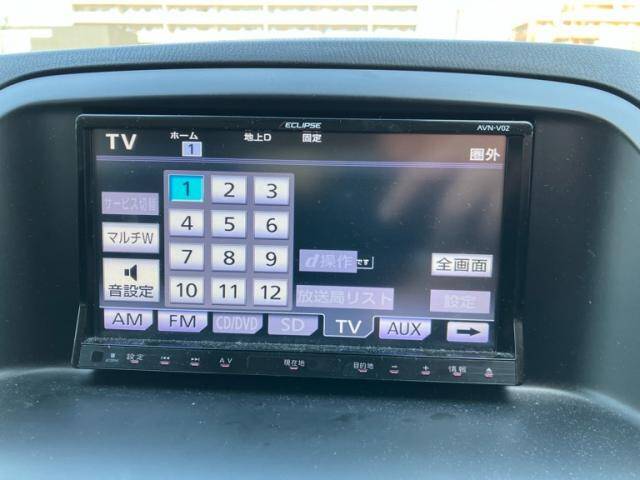 ECLIPSE AVN-V02
TV ホーム 地上D 固定
1 圏外
サービス切替
マルチW
音設定
1 2 3
4 5 6
7 8 9
10 11 12
d操作 です
全画面
放送局リスト 設定
AM FM CD/DVD SD TV AUX
設定 AV 現在地 目的地 − + 情報